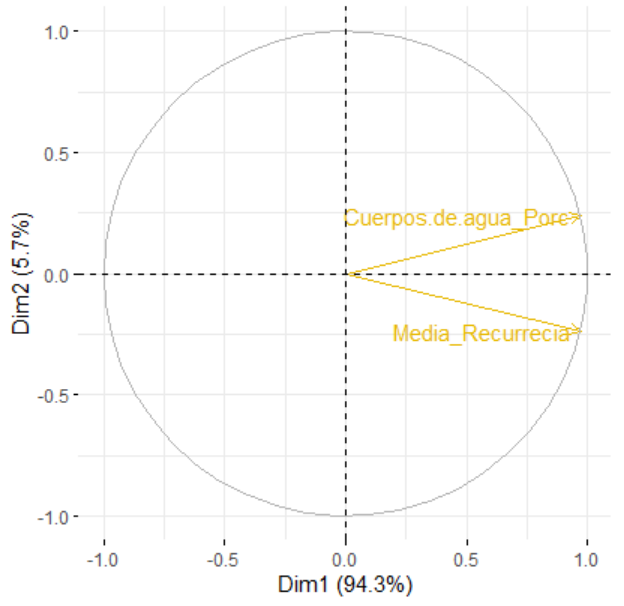 1.0
0.5
0.0
-0.5
-1.0
Dim2 (5.7%)
Cuerpos.de.agua_Porc
Media_Recurrecia
-1.0
-0.5
0.0
0.5
1.0
Dim1 (94.3%)